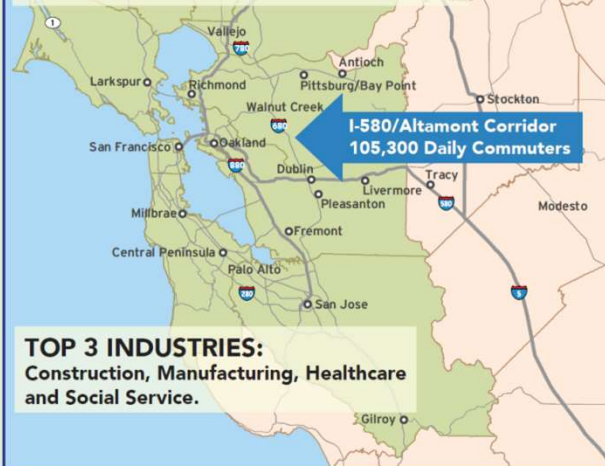 1
Vallejo
780
Antioch
Larkspur
Richmond
Pittsburg/Bay Point
Stockton
Walnut Creek
680
I-580/Altamont Corridor
105,300 Daily Commuters
San Francisco
Oakland
880
Dublin
Tracy
Livermore
Pleasanton
580
Modesto
Millbrae
Fremont
Central Peninsula
Palo Alto
280
5
San Jose
TOP 3 INDUSTRIES:
Construction, Manufacturing, Healthcare
and Social Service.
Gilroy